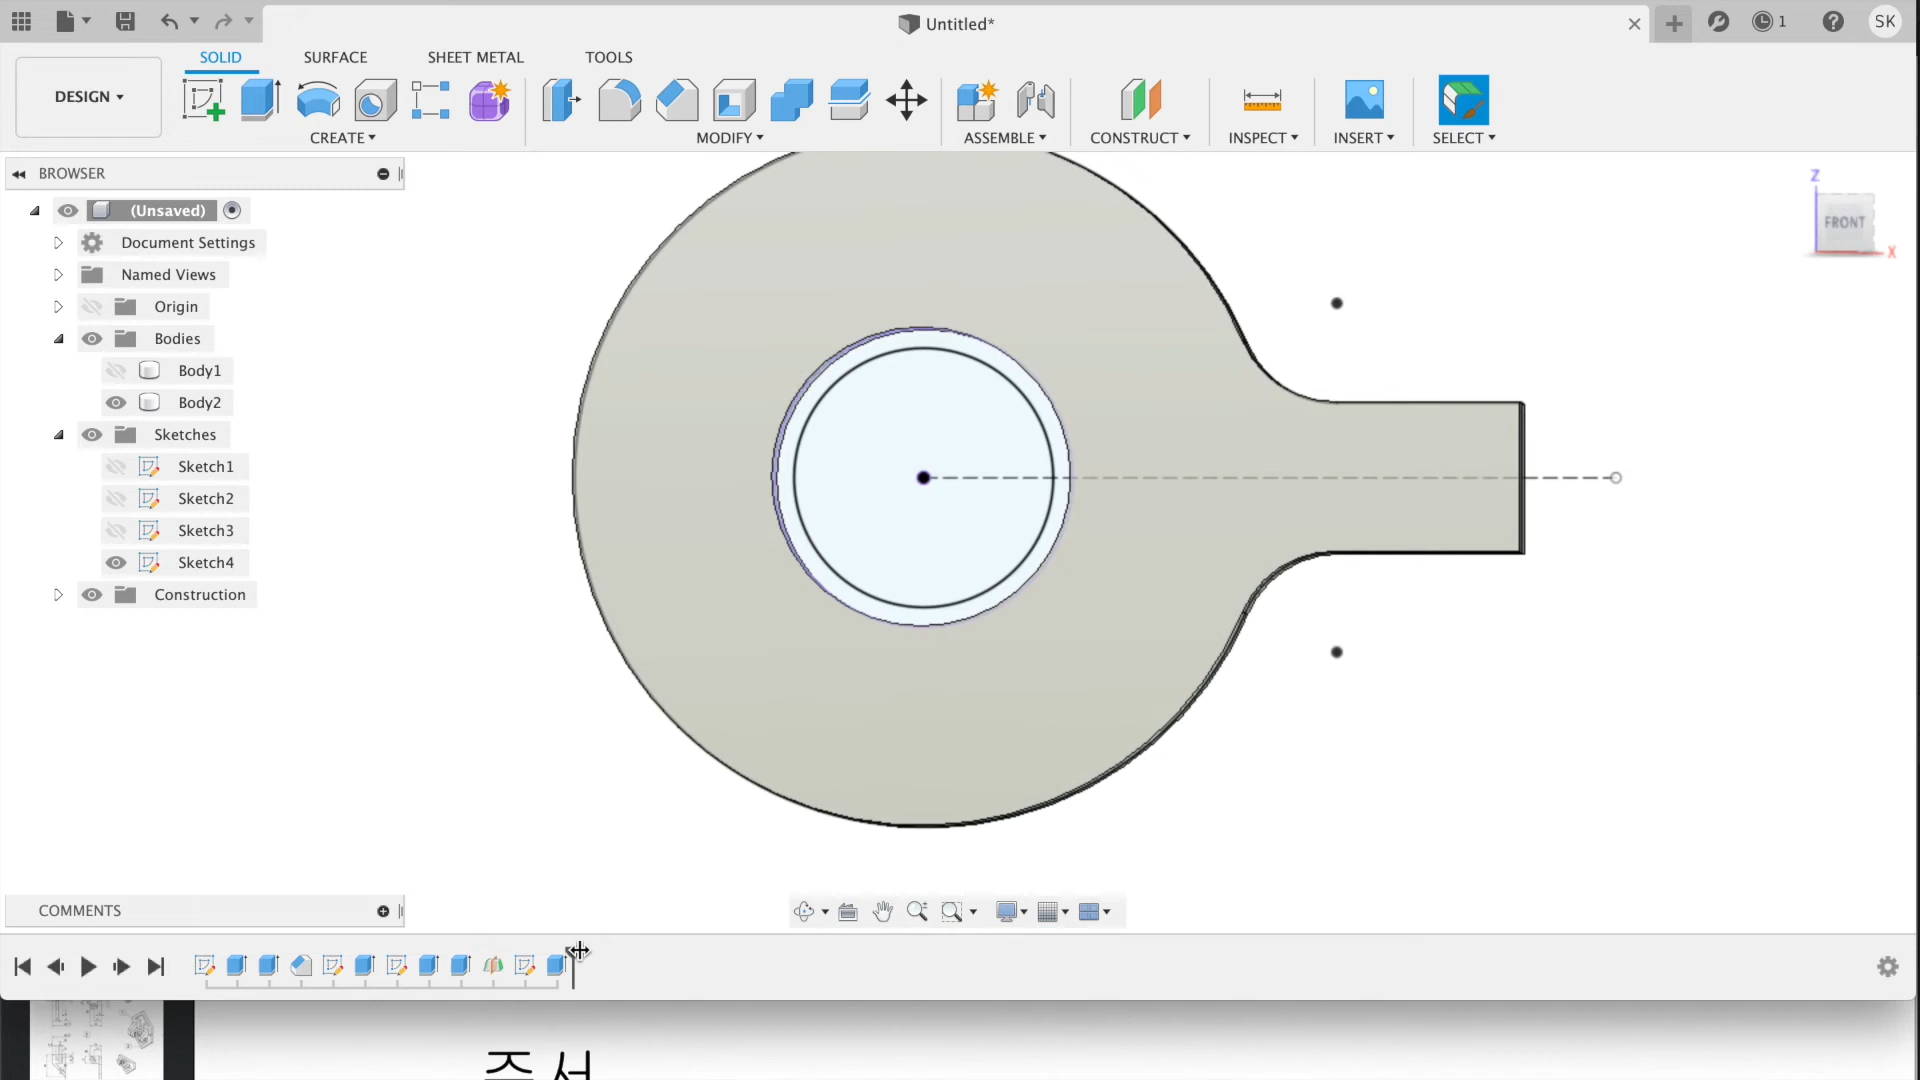 Untitled*
1
SK
DESIGN
SOLID
SURFACE
SHEET METAL
TOOLS
CREATE
MODIFY
ASSEMBLE
CONSTRUCT
INSPECT
INSERT
SELECT
BROWSER
(Unsaved)
Document Settings
Named Views
Origin
Bodies
Body1
Body2
Sketches
Sketch1
Sketch2
Sketch3
Sketch4
Construction
Z
FRONT
X
COMMENTS